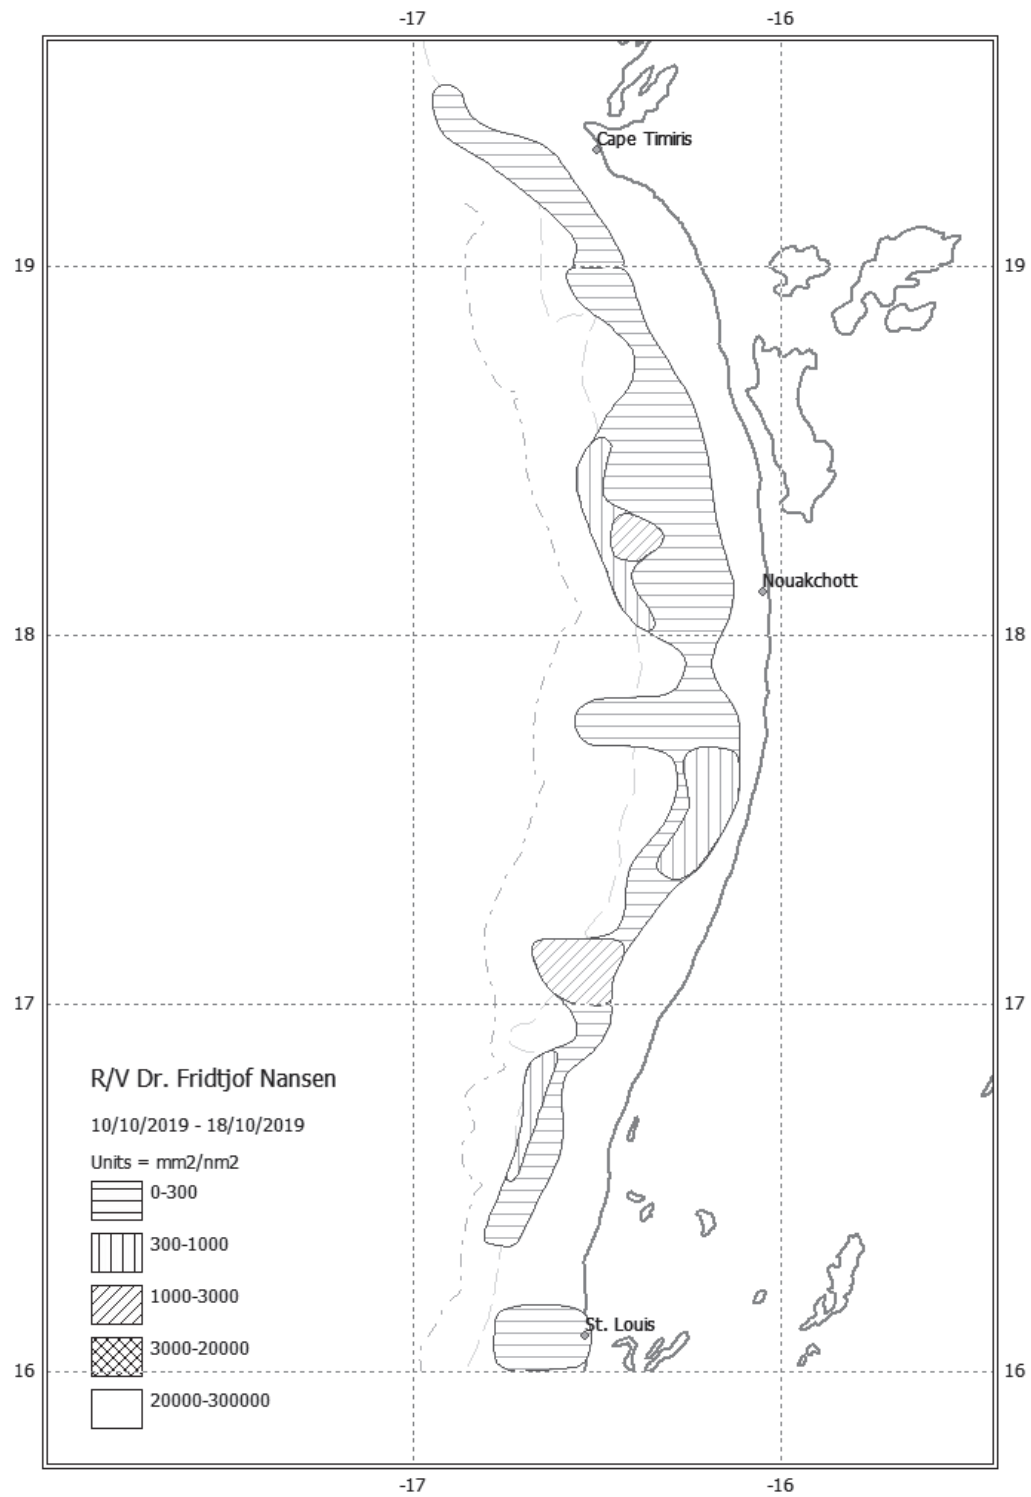 -17 -16
Cape Timiris
19 19
Nouakchott
18 18
17 17
R/V Dr. Fridtjof Nansen
10/10/2019 - 18/10/2019
Units = mm2/nm2
0-300
300-1000
1000-3000
St. Louis
3000-20000
16 16
20000-300000
-17 -16